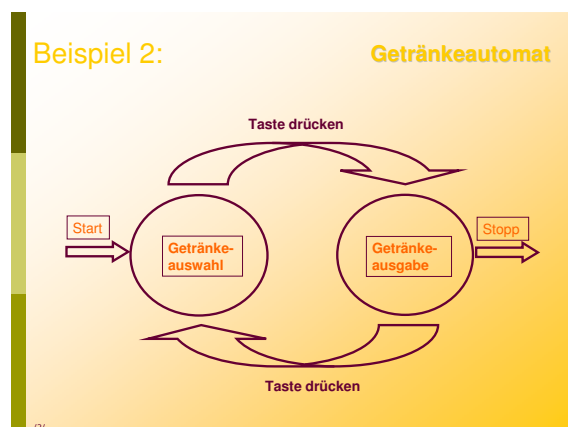 Beispiel 2:
Getränkeautomat
Taste drücken
Start
Getränke-
auswahl
Getränke-
ausgabe
Stopp
Taste drücken